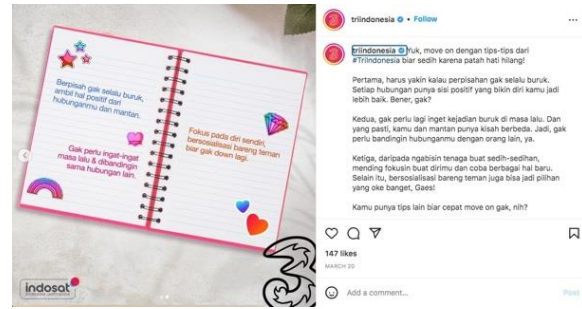 Berpisah gak selalu buruk,
ambil hal positif dari
hubunganmu dan mantan.
Gak perlu ingat-ingat
masa lalu & dibandingin
sama hubungan lain.
Fokus pada diri sendiri,
bersosialisasi bareng teman
biar gak down lagi.
3
indosat
triindonesia • Follow
triindonesia Yuk, move on dengan tips-tips dari
#TriIndonesia biar sedih karena patah hati hilang!
Pertama, harus yakin kalau perpisahan gak selalu buruk.
Setiap hubungan punya sisi positif yang bikin diri kamu jadi
lebih baik. Bener, gak?
Kedua, gak perlu lagi inget kejadian buruk di masa lalu. Dan
yang pasti, kamu dan mantan punya kisah berbeda. Jadi, gak
perlu bandingin hubunganmu dengan orang lain, ya.
Ketiga, daripada ngabisin tenaga buat sedih-sedihan,
mending fokusin buat dirimu dan coba berbagai hal baru.
Selain itu, bersosialisasi bareng teman juga bisa jadi pilihan
yang oke banget, Gaes!
Kamu punya tips lain biar cepat move on gak, nih?
147 likes
MARCH 20
Add a comment...
Post